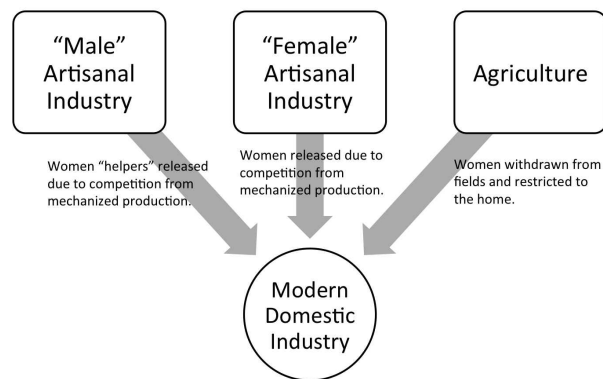 “Male”
Artisanal
Industry
“Female”
Artisanal
Industry
Agriculture
Women “helpers” released
due to competition from
mechanized production.
Women released due to
competition from
mechanized production.
Women withdrawn from
fields and restricted to
the home.
Modern
Domestic
Industry